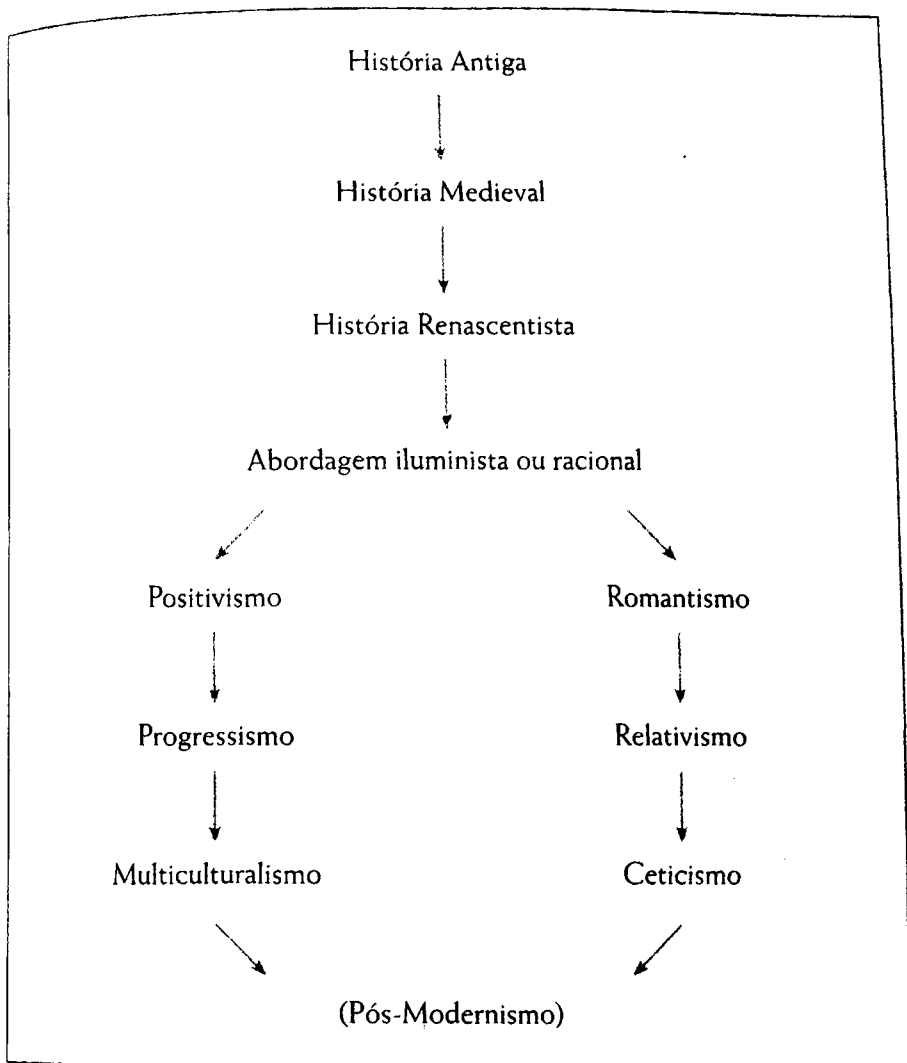 História Antiga
História Medieval
História Renascentista
Abordagem iluminista ou racional
Positivismo
Romantismo
Progressismo
Relativismo
Multiculturalismo
Ceticismo
(Pós-Modernismo)